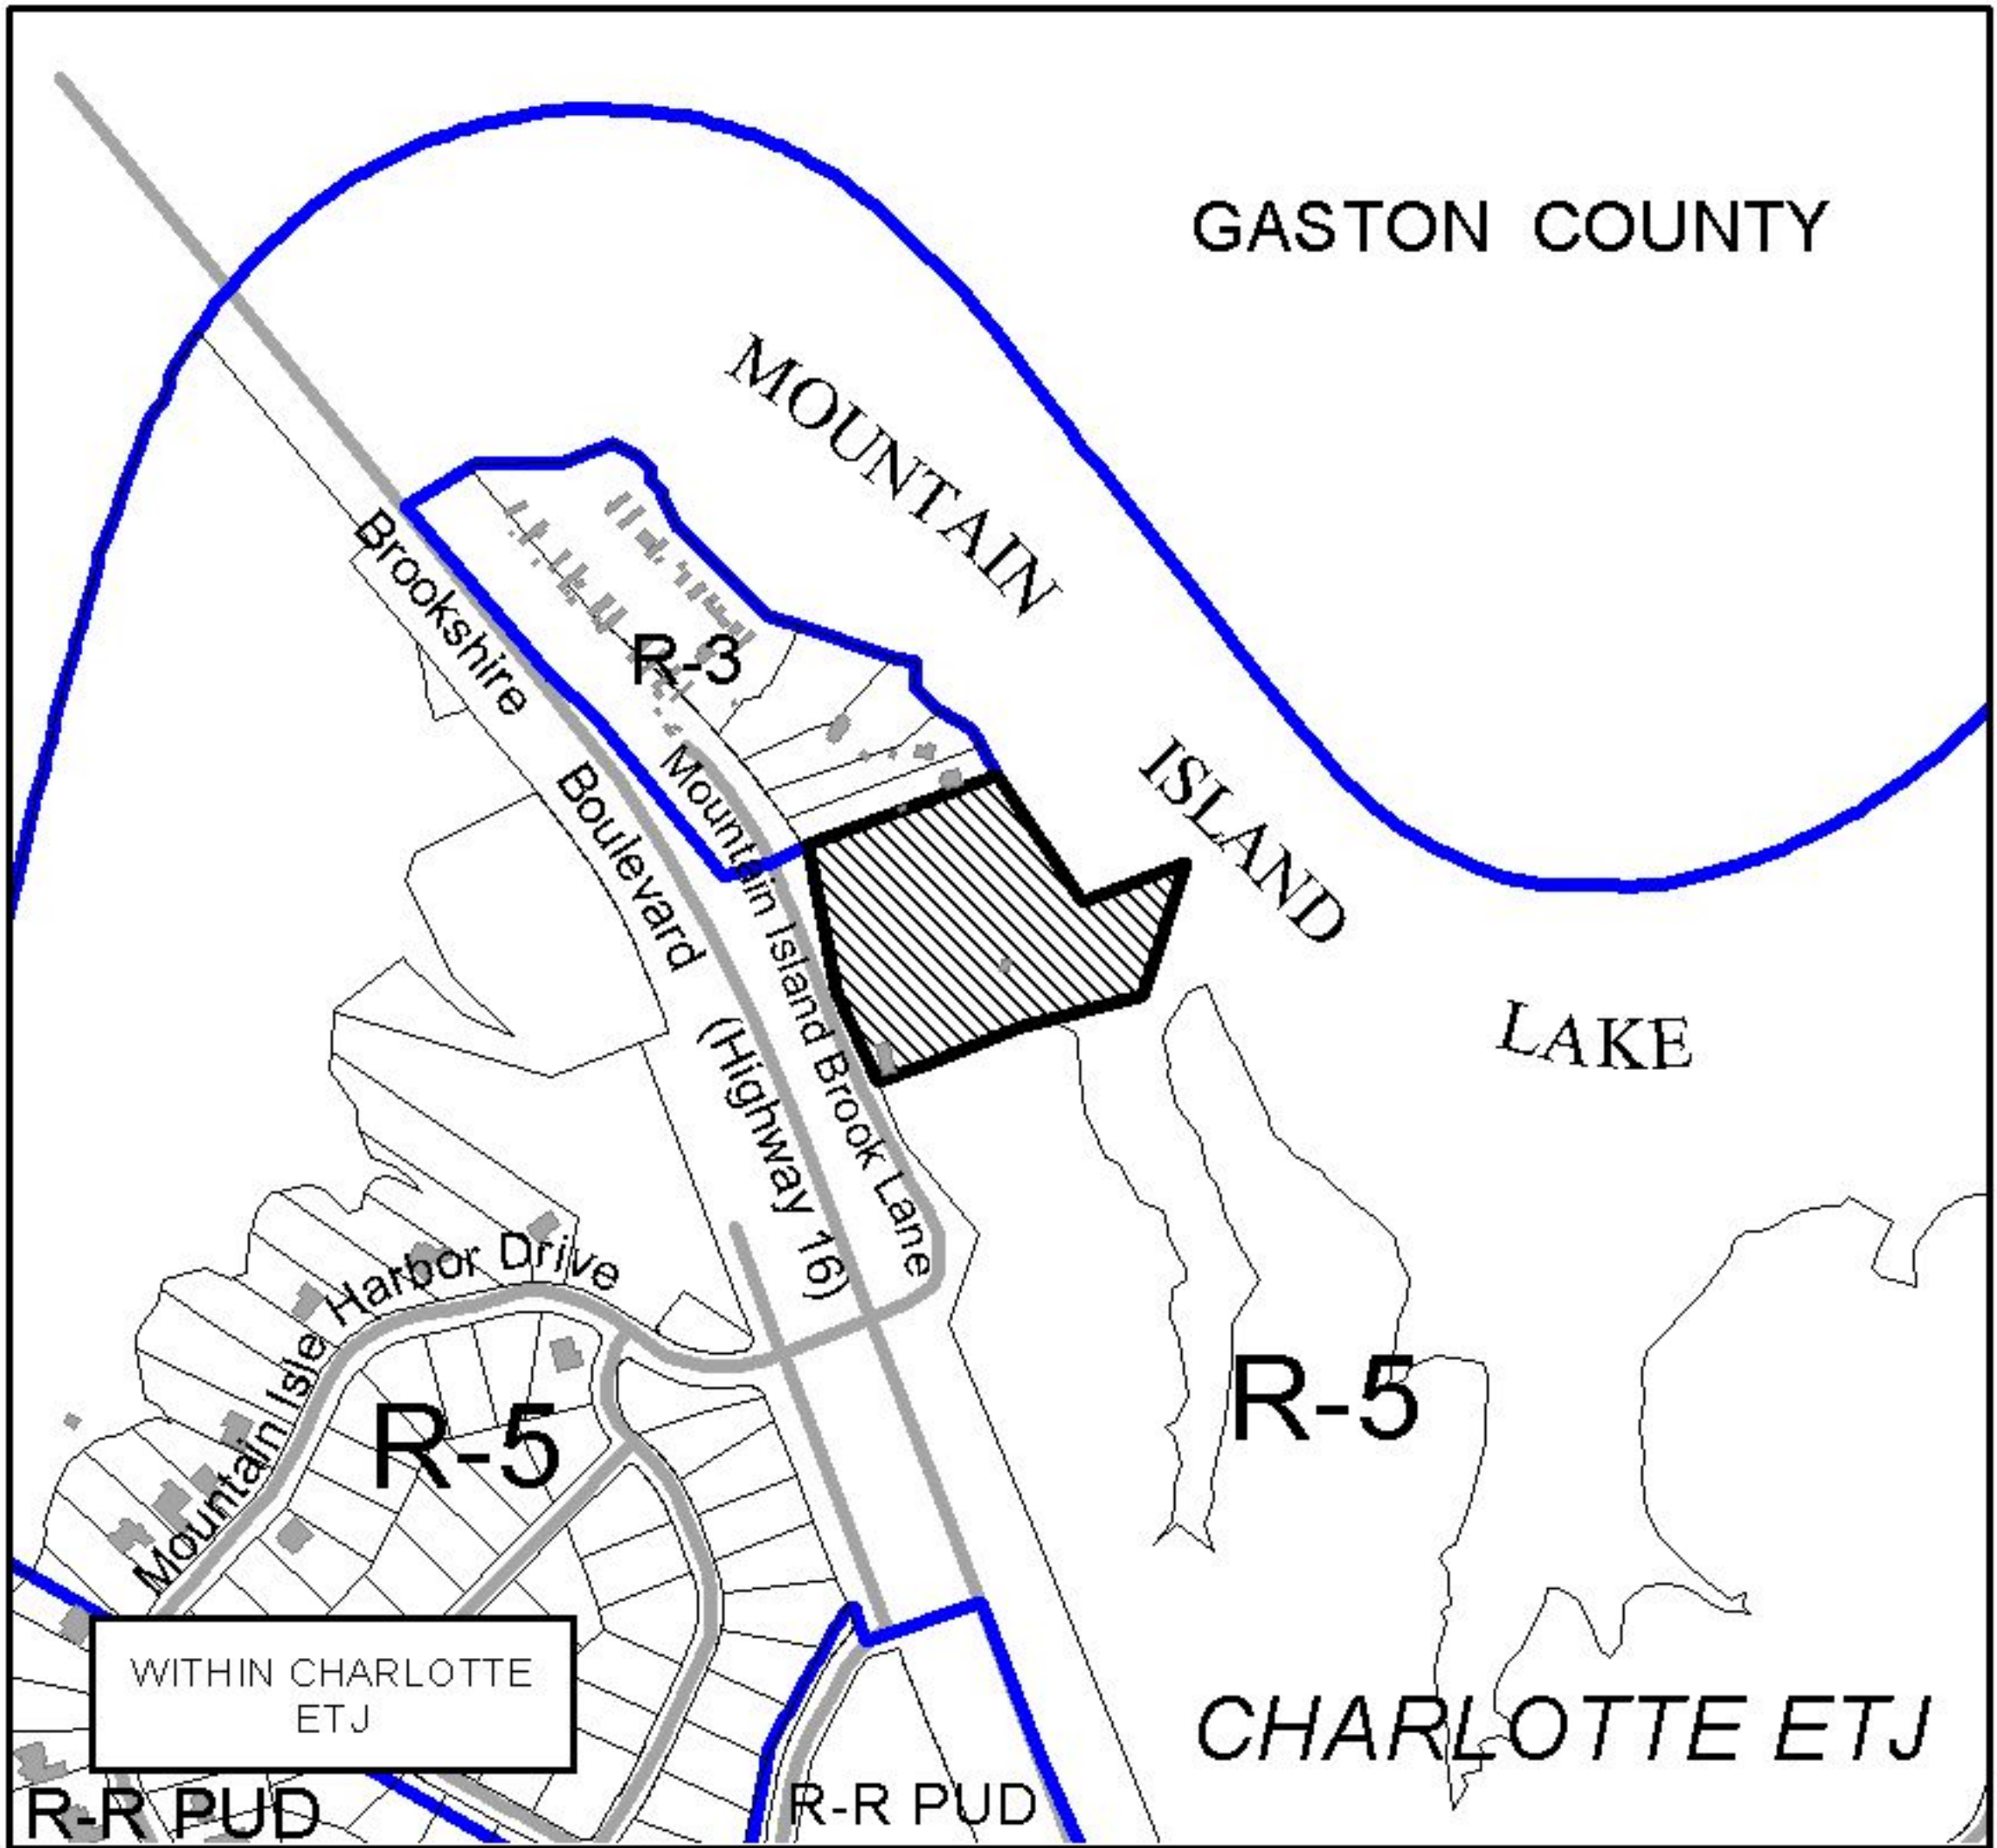 GASTON COUNTY
MOUNTAIN
ISLAND
LAKE
R-3
Brookshire
Boulevard
(Highway 16)
Mountain Island Brook Lane
Mountain Isle Harbor Drive
R-5
R-5
WITHIN CHARLOTTE
ETJ
CHARLOTTE ETJ
R-R PUD
R-R PUD